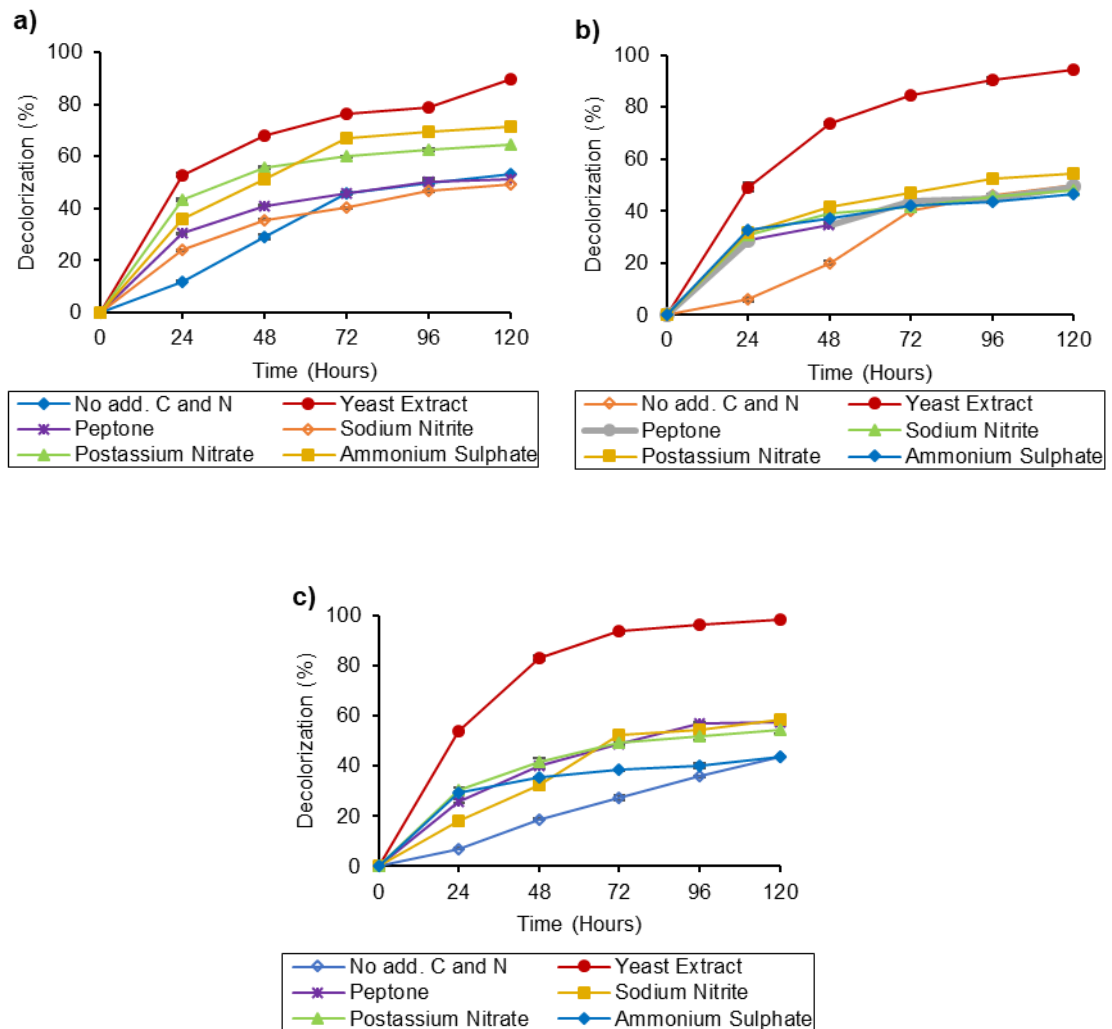 a)
Decolorization (%)
100
80
60
40
20
0
0 24 48 72 96 120
Time (Hours)
No add. C and N Yeast Extract
Peptone Sodium Nitrite
Postassium Nitrate Ammonium Sulphate
b)
Decolorization (%)
100
80
60
40
20
0
0 24 48 72 96 120
Time (Hours)
No add. C and N Yeast Extract
Peptone Sodium Nitrite
Postassium Nitrate Ammonium Sulphate
c)
Decolorization (%)
100
80
60
40
20
0
0 24 48 72 96 120
Time (Hours)
No add. C and N Yeast Extract
Peptone Sodium Nitrite
Postassium Nitrate Ammonium Sulphate